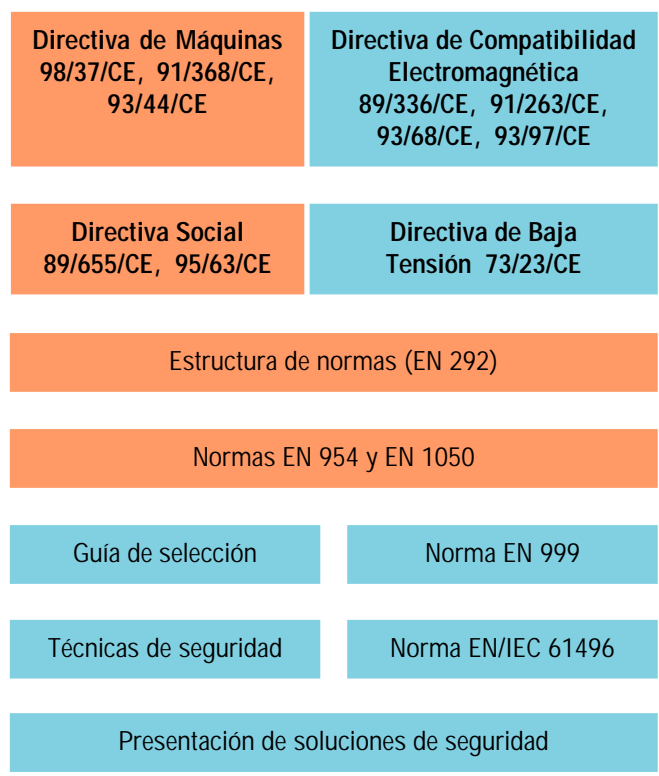 Directiva de Máquinas
98/37/CE, 91/368/CE,
93/44/CE
Directiva de Compatibilidad
Electromagnética
89/336/CE, 91/263/CE,
93/68/CE, 93/97/CE
Directiva Social
89/655/CE, 95/63/CE
Directiva de Baja
Tensión 73/23/CE
Estructura de normas (EN 292)
Normas EN 954 y EN 1050
Guía de selección
Norma EN 999
Técnicas de seguridad
Norma EN/IEC 61496
Presentación de soluciones de seguridad